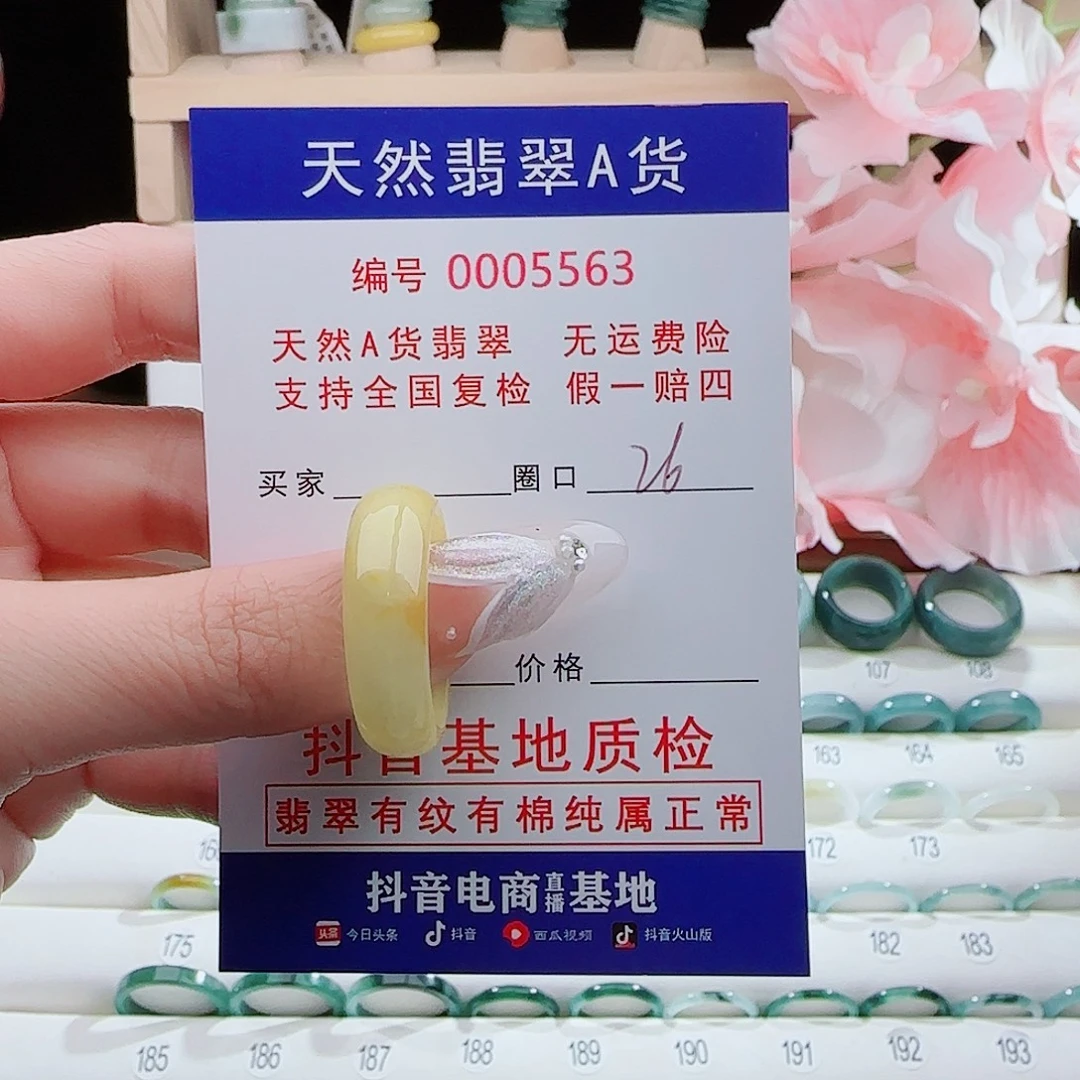 天然翡翠A货
编号 0005563
天然A货翡翠 无运费险
支持全国复检 假一赔四
买家 圈口 26
价格
抖音基地质检
翡翠有纹有棉纯属正常
抖音电商直播基地
头条 今日头条 抖音 西瓜视频 抖音火山版
107 108
163 164 165
172 173
175 182 183
185 186 187 188 189 190 191 192 193